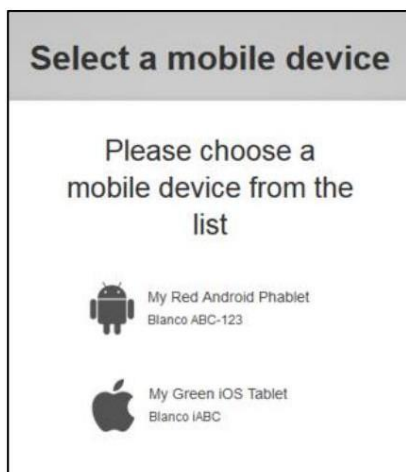 Select a mobile device
Please choose a
mobile device from the
list
My Red Android Phablet
Blanco ABC-123
My Green iOS Tablet
Blanco iABC